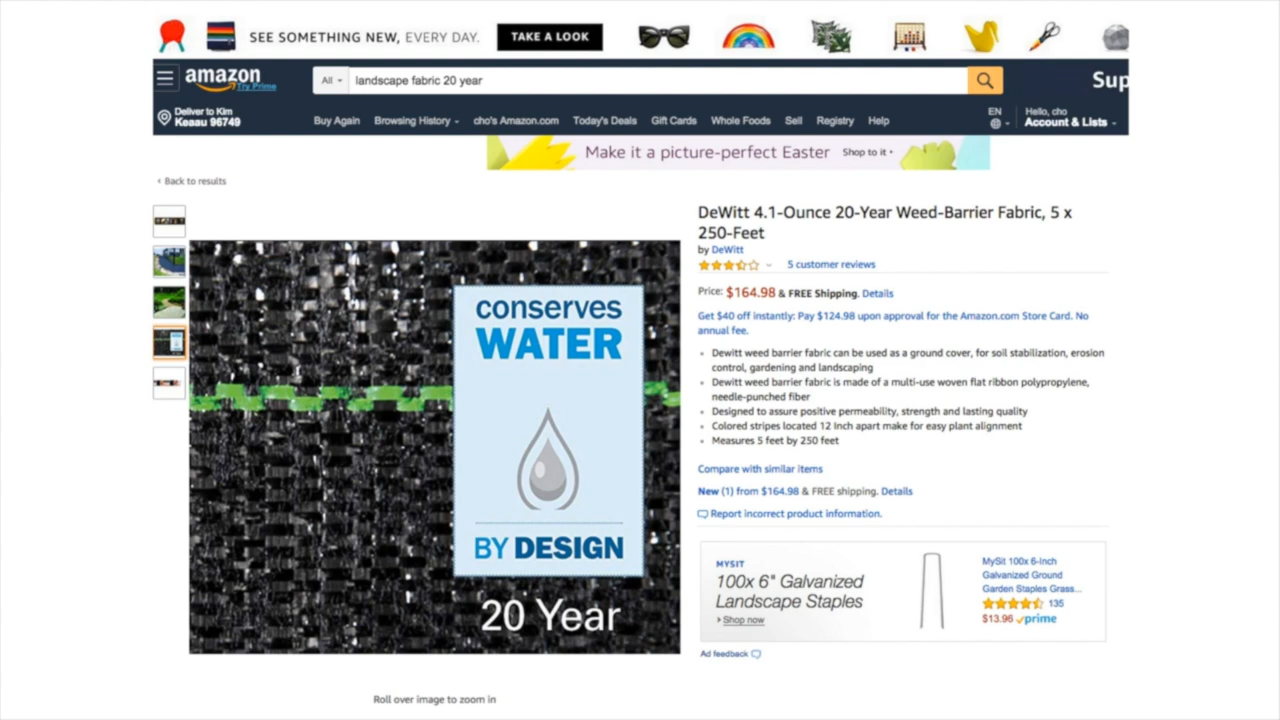 SEE SOMETHING NEW, EVERY DAY. TAKE A LOOK
amazon
Try Prime
All
landscape fabric 20 year
Sup
Deliver to Kim
Keaau 96749
Buy Again Browsing History cho's Amazon.com Today's Deals Gift Cards Whole Foods Sell Registry Help
EN
Hello, cho
Account & Lists
Make it a picture-perfect Easter Shop to it
‹ Back to results
DeWitt 4.1-Ounce 20-Year Weed-Barrier Fabric, 5 x
250-Feet
by DeWitt
5 customer reviews
Price: $164.98 & FREE Shipping. Details
Get $40 off instantly: Pay $124.98 upon approval for the Amazon.com Store Card. No
annual fee.
Dewitt weed barrier fabric can be used as a ground cover, for soil stabilization, erosion
control, gardening and landscaping
Dewitt weed barrier fabric is made of a multi-use woven flat ribbon polypropylene,
needle-punched fiber
Designed to assure positive permeability, strength and lasting quality
Colored stripes located 12 Inch apart make for easy plant alignment
Measures 5 feet by 250 feet
Compare with similar items
New (1) from $164.98 & FREE shipping. Details
Report incorrect product information.
conserves
WATER
BY DESIGN
20 Year
MYSIT
100x 6" Galvanized
Landscape Staples
› Shop now
MySit 100x 6-Inch
Galvanized Ground
Garden Staples Grass...
135
$13.96 prime
Ad feedback
Roll over image to zoom in